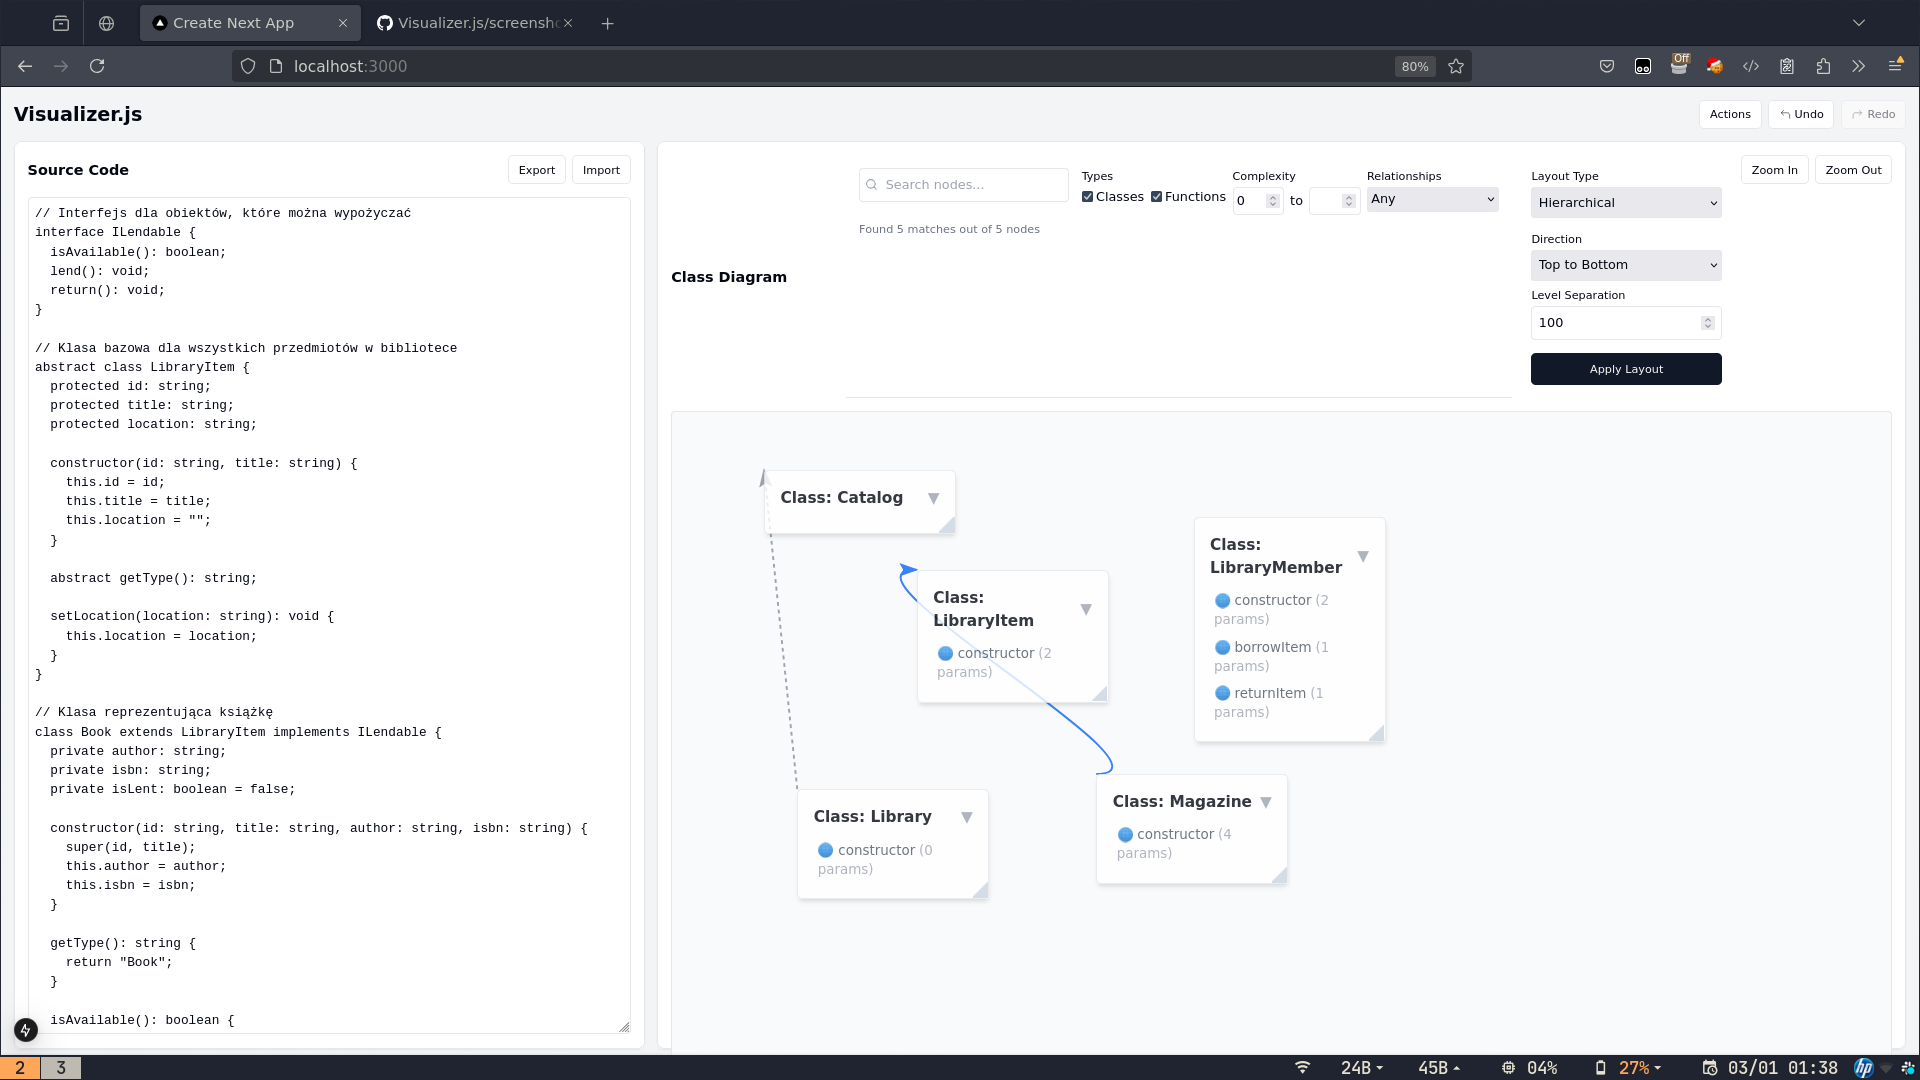 Create Next App
Visualizer.js/screensh
localhost:3000
80%
Off
Visualizer.js
Actions
Undo
Redo
Source Code
Export
Import
// Interfejs dla obiektów, które można wypożyczać
interface ILendable {
  isAvailable(): boolean;
  lend(): void;
  return(): void;
}
// Klasa bazowa dla wszystkich przedmiotów w bibliotece
abstract class LibraryItem {
  protected id: string;
  protected title: string;
  protected location: string;
  constructor(id: string, title: string) {
    this.id = id;
    this.title = title;
    this.location = "";
  }
  abstract getType(): string;
  setLocation(location: string): void {
    this.location = location;
  }
}
// Klasa reprezentująca książkę
class Book extends LibraryItem implements ILendable {
  private author: string;
  private isbn: string;
  private isLent: boolean = false;
  constructor(id: string, title: string, author: string, isbn: string) {
    super(id, title);
    this.author = author;
    this.isbn = isbn;
  }
  getType(): string {
    return "Book";
  }
  isAvailable(): boolean {
Search nodes...
Found 5 matches out of 5 nodes
Types
Classes
Functions
Complexity
0
to
Relationships
Any
Layout Type
Hierarchical
Direction
Top to Bottom
Level Separation
100
Apply Layout
Zoom In
Zoom Out
Class Diagram
Class: Catalog
Class:
LibraryItem
constructor (2
params)
Class:
LibraryMember
constructor (2
params)
borrowItem (1
params)
returnItem (1
params)
Class: Library
constructor (0
params)
Class: Magazine
constructor (4
params)
2
3
24B
45B
04%
27%
03/01 01:38
hp